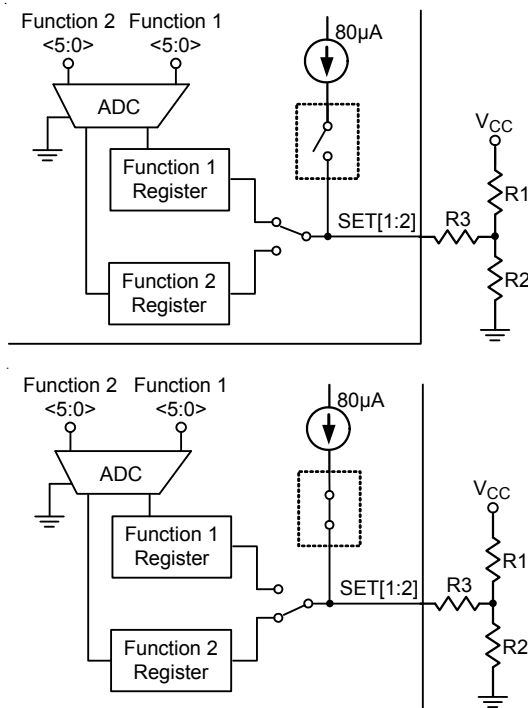 Function 2 Function 1
<5:0> <5:0>
80µA
ADC
VCC
Function 1
Register
R1
SET[1:2]
R3
Function 2
Register
R2
Function 2 Function 1
<5:0> <5:0>
80µA
ADC
VCC
Function 1
Register
R1
SET[1:2]
R3
Function 2
Register
R2